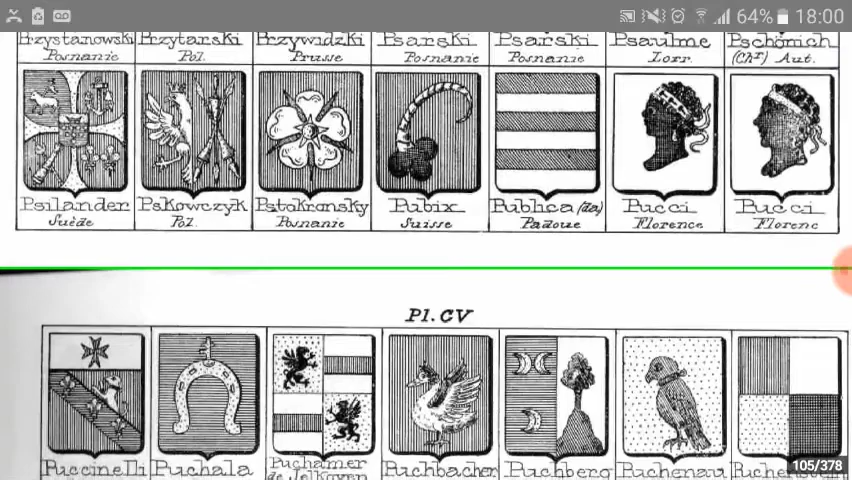 64% 18:00
Przystanowski Przytarski Przywidzki Psarski Psarski Psaulme Pschönich
Posnanie Pol. Prusse Posnanie Posnanie Lorr. (Chr) Aut.
Psilander Pskowczyk Pstokronsky Pubix Publica (da) Pucci Pucci
Suède Pol. Posnanie Suisse Padoue Florence Florenc
Pl. CV
Puccinelli Puchala Puchamer Puchbacher Puchberg Puchenau
de Jelkovan
105/378